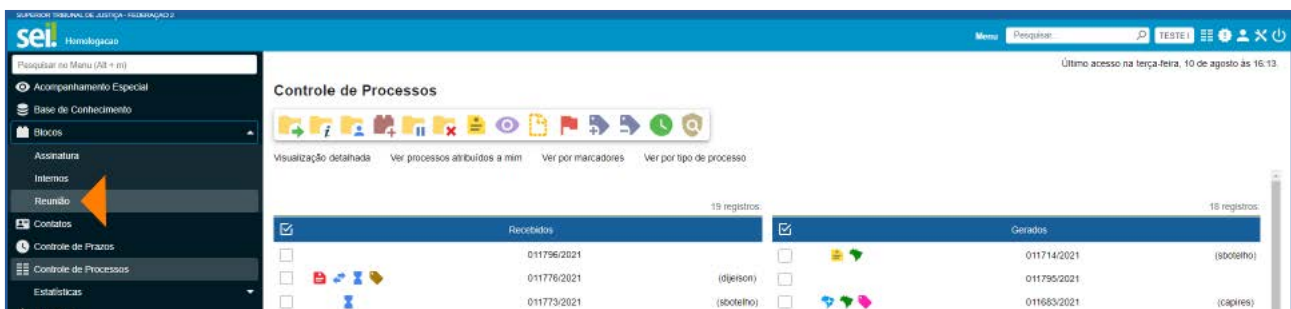 SUPERIOR TRIBUNAL DE JUSTIÇA - FEDERAÇÃO 2
sei. Homologacao
Menu Pesquisar... TESTE I
Pesquisar no Menu (Alt + m)
Último acesso na terça-feira, 10 de agosto às 16:13
Acompanhamento Especial
Controle de Processos
Base de Conhecimento
Blocos
Assinatura
Visualização detalhada Ver processos atribuídos a mim Ver por marcadores Ver por tipo de processo
Internos
Reunião
19 registros:
18 registros:
Contatos
Recebidos
Gerados
Controle de Prazos
011796/2021
011714/2021 (sbotelho)
Controle de Processos
011776/2021 (dijerson)
011795/2021
Estatísticas
011773/2021 (sbotelho)
011683/2021 (capires)